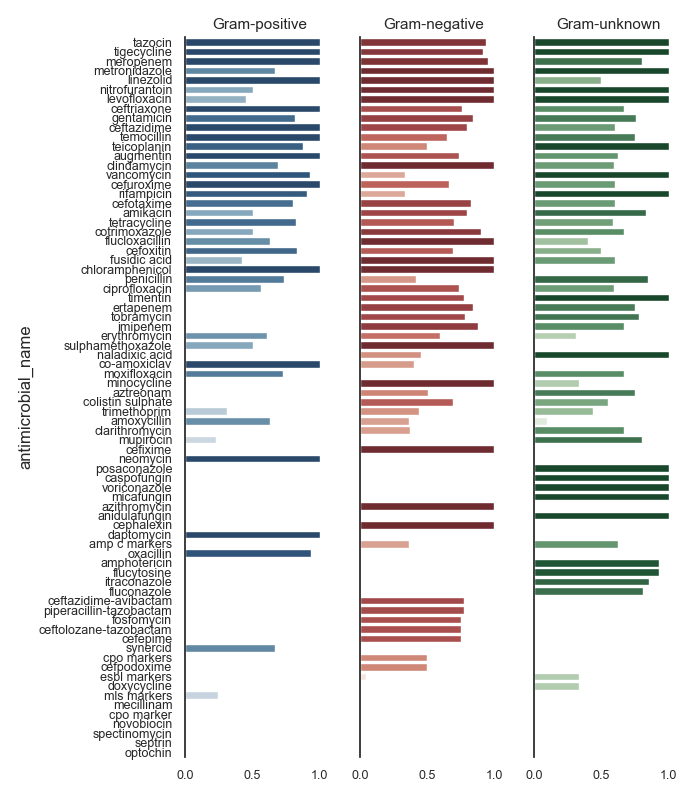 Gram-positive Gram-negative Gram-unknown
antimicrobial_name
tazocin
tigecycline
meropenem
metronidazole
linezolid
nitrofurantoin
levofloxacin
ceftriaxone
gentamicin
ceftazidime
temocillin
teicoplanin
augmentin
clindamycin
vancomycin
cefuroxime
rifampicin
cefotaxime
amikacin
tetracycline
cotrimoxazole
flucloxacillin
cefoxitin
fusidic acid
chloramphenicol
penicillin
ciprofloxacin
timentin
ertapenem
tobramycin
imipenem
erythromycin
sulphamethoxazole
naladixic acid
co-amoxiclav
moxifloxacin
minocycline
aztreonam
colistin sulphate
trimethoprim
amoxycillin
clarithromycin
mupirocin
cefixime
neomycin
posaconazole
caspofungin
voriconazole
micafungin
azithromycin
anidulafungin
cephalexin
daptomycin
amp c markers
oxacillin
amphotericin
flucytosine
itraconazole
fluconazole
ceftazidime-avibactam
piperacillin-tazobactam
fosfomycin
ceftolozane-tazobactam
cefepime
synercid
cpo markers
cefpodoxime
esbl markers
doxycycline
mls markers
mecillinam
cpo marker
novobiocin
spectinomycin
septrin
optochin
0.0 0.5 1.0 0.0 0.5 1.0 0.0 0.5 1.0